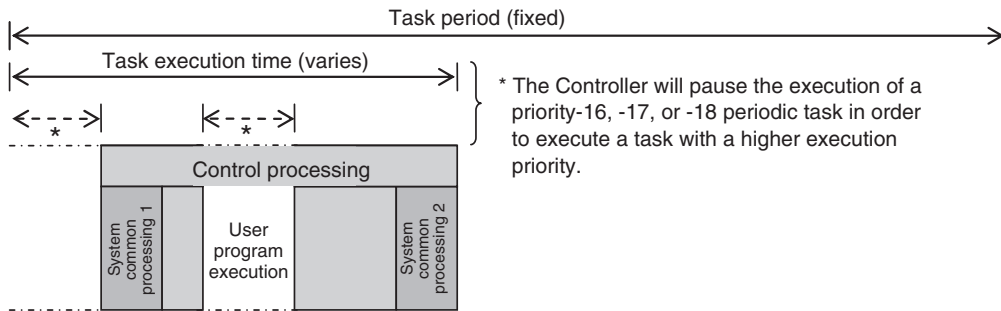 Task period (fixed)
Task execution time (varies)
* The Controller will pause the execution of a
priority-16, -17, or -18 periodic task in order
to execute a task with a higher execution
priority.
*
*
Control processing
System
common
processing 1
User
program
execution
System
common
processing 2